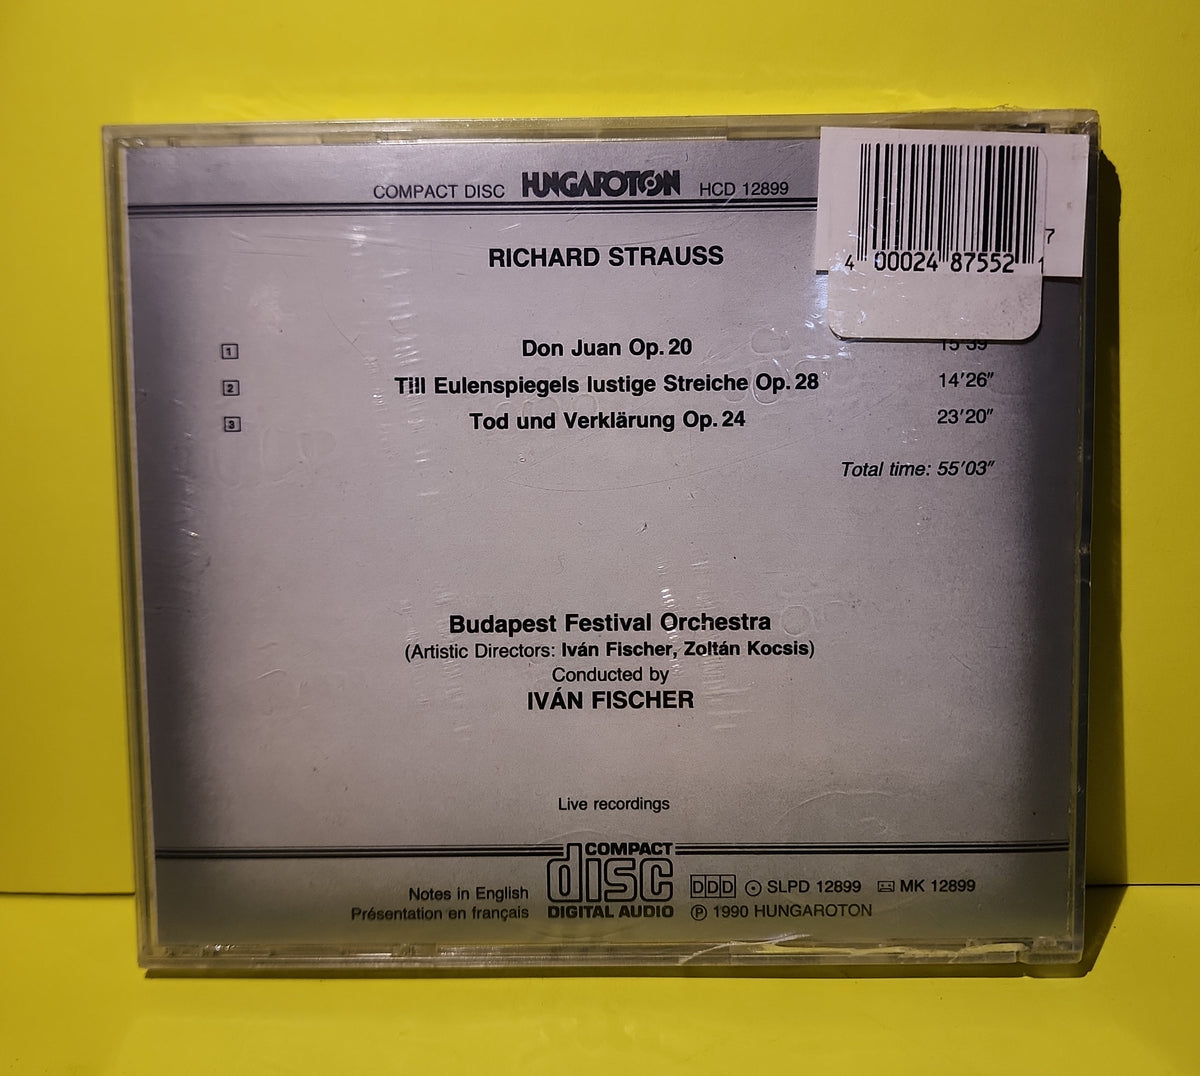 COMPACT DISC HUNGAROTON HCD 12899
7
4 00024 87552 1
RICHARD STRAUSS
1 Don Juan Op. 20
2 Till Eulenspiegels lustige Streiche Op. 28 14'26"
3 Tod und Verklärung Op. 24 23'20"
Total time: 55'03"
Budapest Festival Orchestra
(Artistic Directors: Iván Fischer, Zoltán Kocsis)
Conducted by
IVÁN FISCHER
Live recordings
Notes in English
Présentation en français
COMPACT
disc
DIGITAL AUDIO
DDD SLPD 12899 MK 12899
Ⓟ 1990 HUNGAROTON